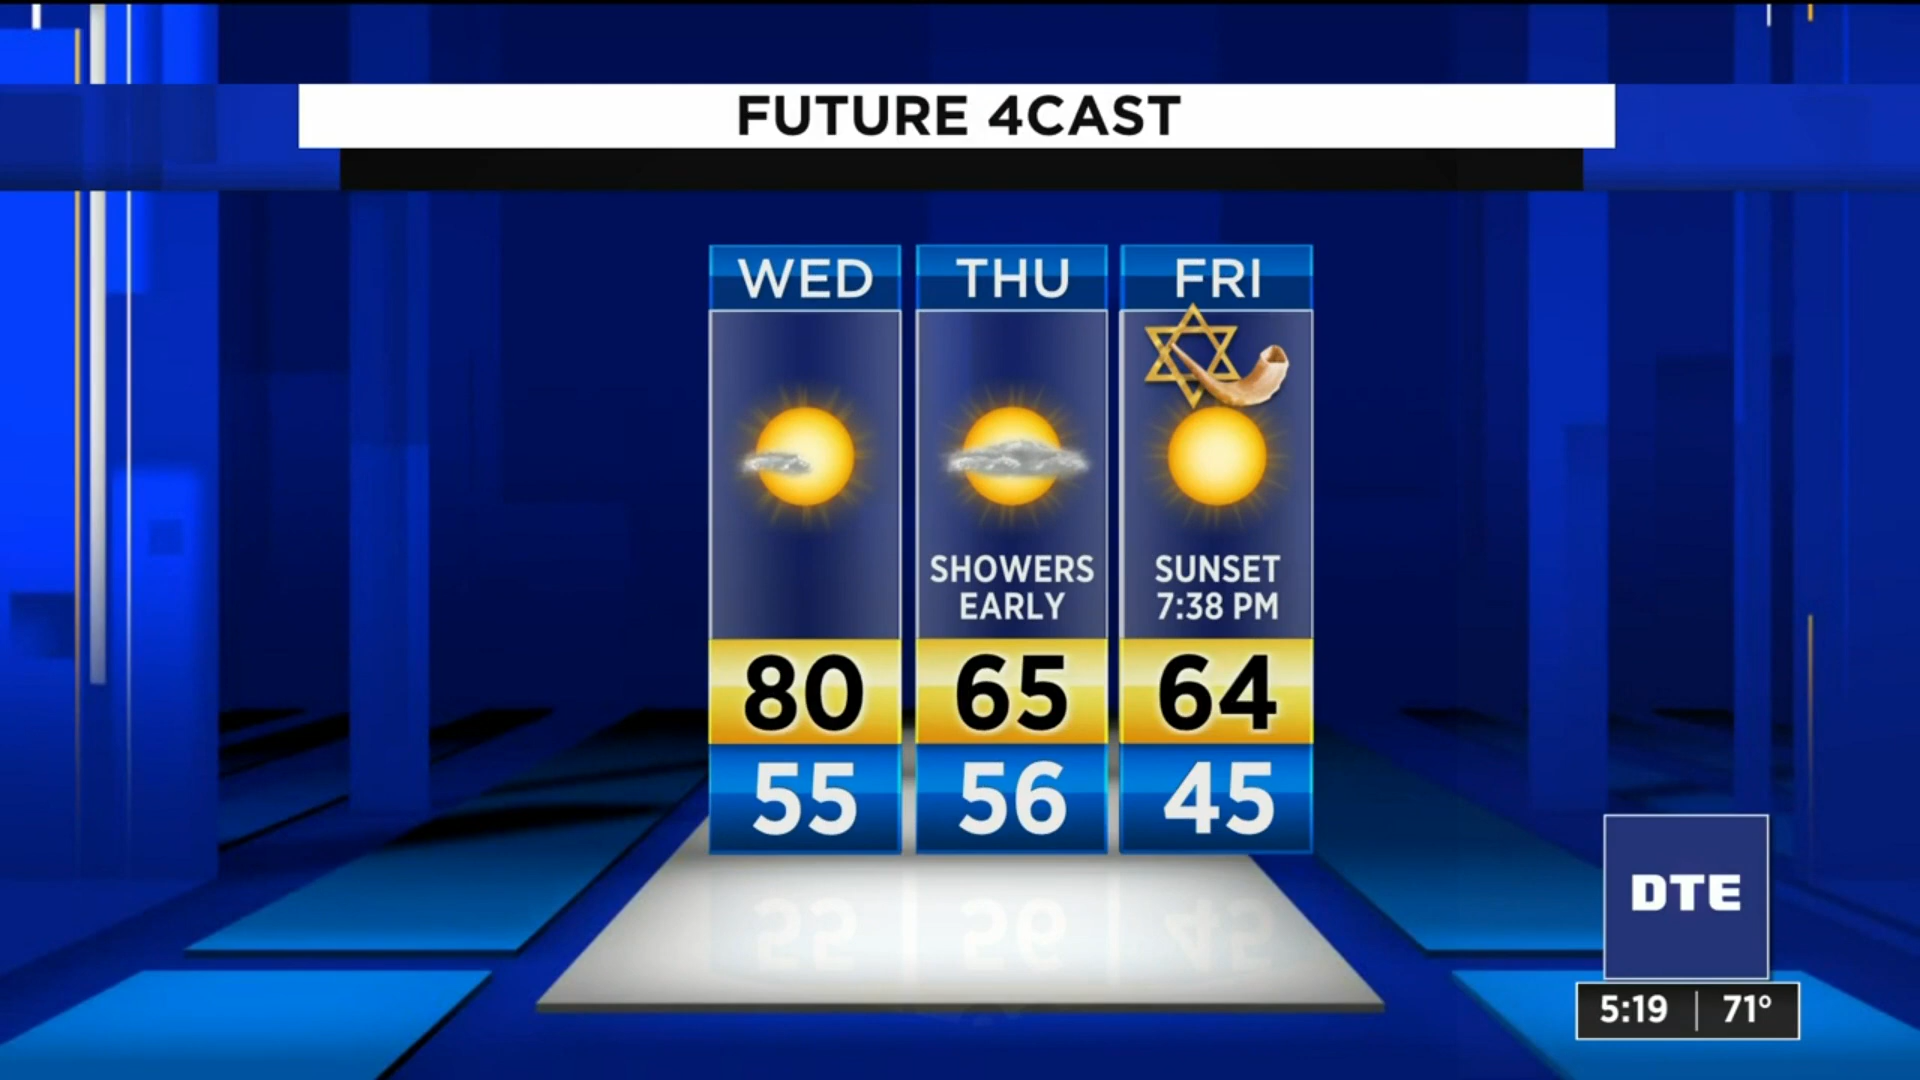 FUTURE 4CAST
WED
THU
FRI
SHOWERS
EARLY
SUNSET
7:38 PM
80
65
64
55
56
45
DTE
5:19 | 71°